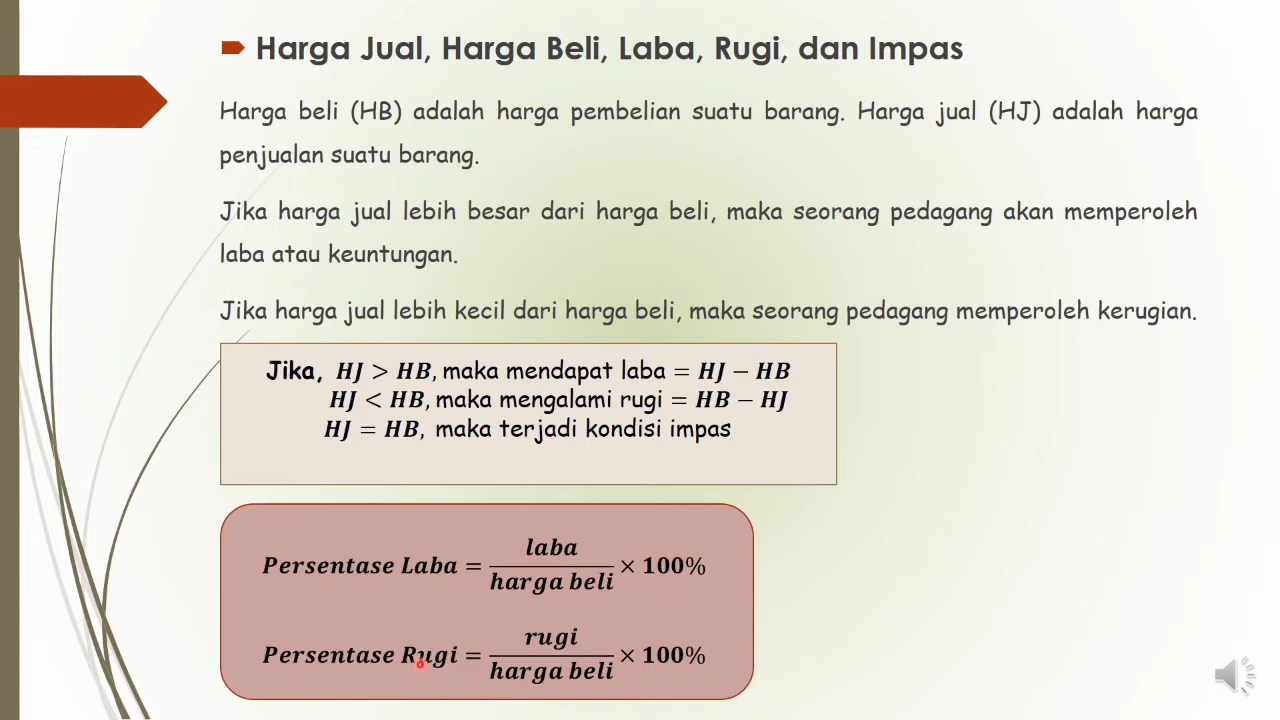 Harga Jual, Harga Beli, Laba, Rugi, dan Impas
Harga beli (HB) adalah harga pembelian suatu barang. Harga jual (HJ) adalah harga
penjualan suatu barang.
Jika harga jual lebih besar dari harga beli, maka seorang pedagang akan memperoleh
laba atau keuntungan.
Jika harga jual lebih kecil dari harga beli, maka seorang pedagang memperoleh kerugian.
Jika, HJ > HB, maka mendapat laba = HJ − HB
HJ < HB, maka mengalami rugi = HB − HJ
HJ = HB, maka terjadi kondisi impas
Persentase Laba = laba / harga beli × 100%
Persentase Rugi = rugi / harga beli × 100%